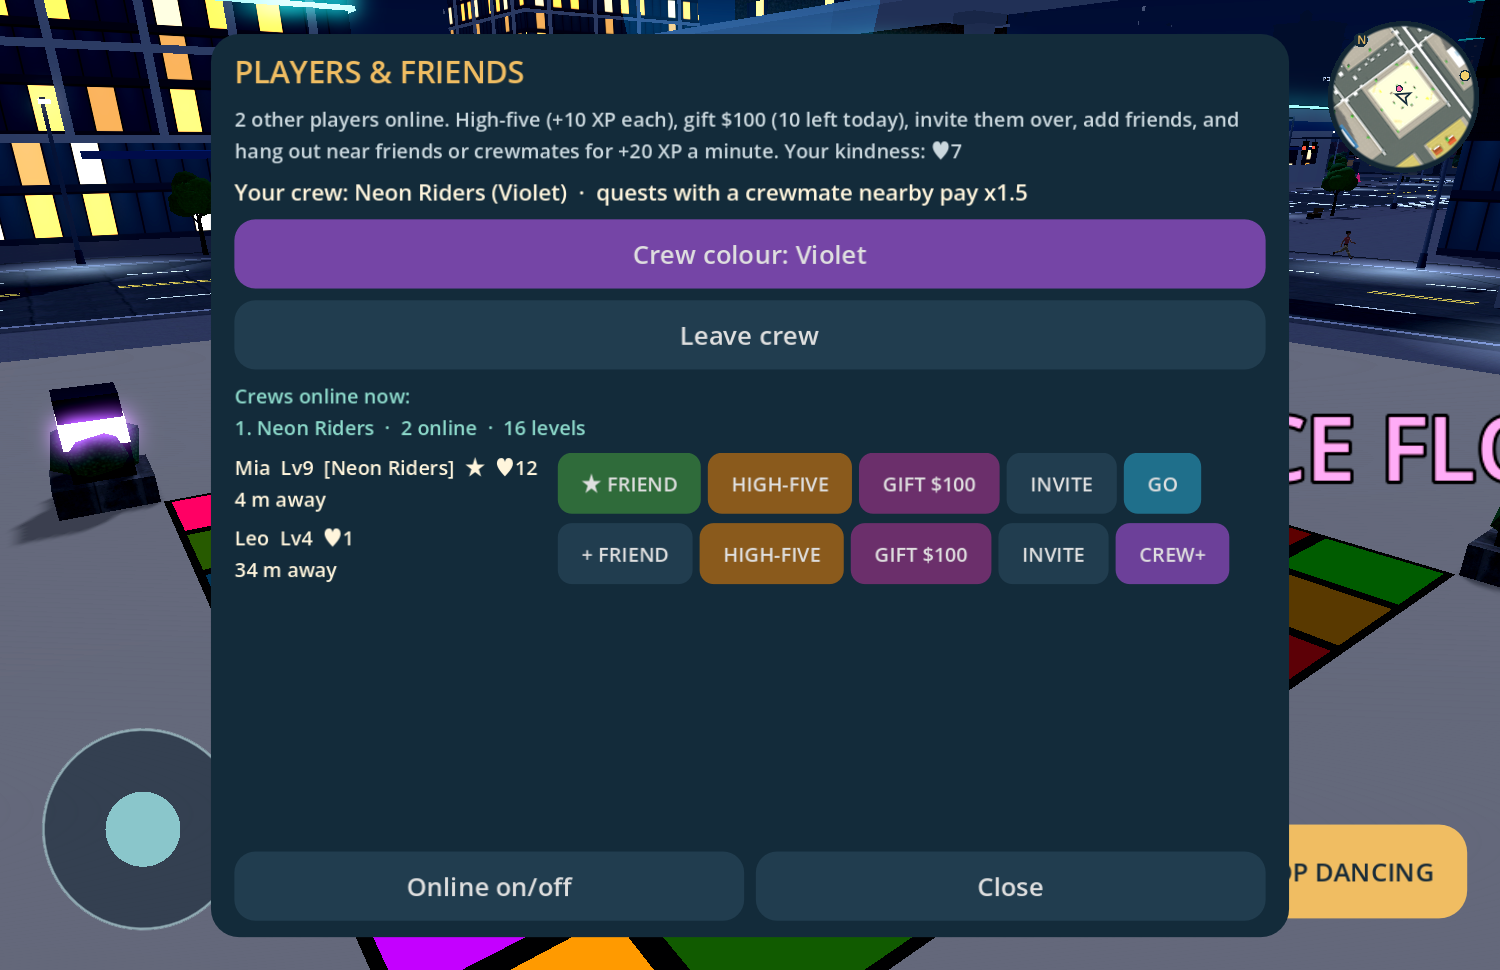 PLAYERS & FRIENDS
2 other players online. High-five (+10 XP each), gift $100 (10 left today), invite them over, add friends, and
hang out near friends or crewmates for +20 XP a minute. Your kindness: ♥7
Your crew: Neon Riders (Violet) · quests with a crewmate nearby pay x1.5
Crew colour: Violet
Leave crew
Crews online now:
1. Neon Riders · 2 online · 16 levels
Mia Lv9 [Neon Riders] ★ ♥12
4 m away
★ FRIEND
HIGH-FIVE
GIFT $100
INVITE
GO
Leo Lv4 ♥1
34 m away
+ FRIEND
HIGH-FIVE
GIFT $100
INVITE
CREW+
Online on/off
Close
N
CE FLO
OP DANCING